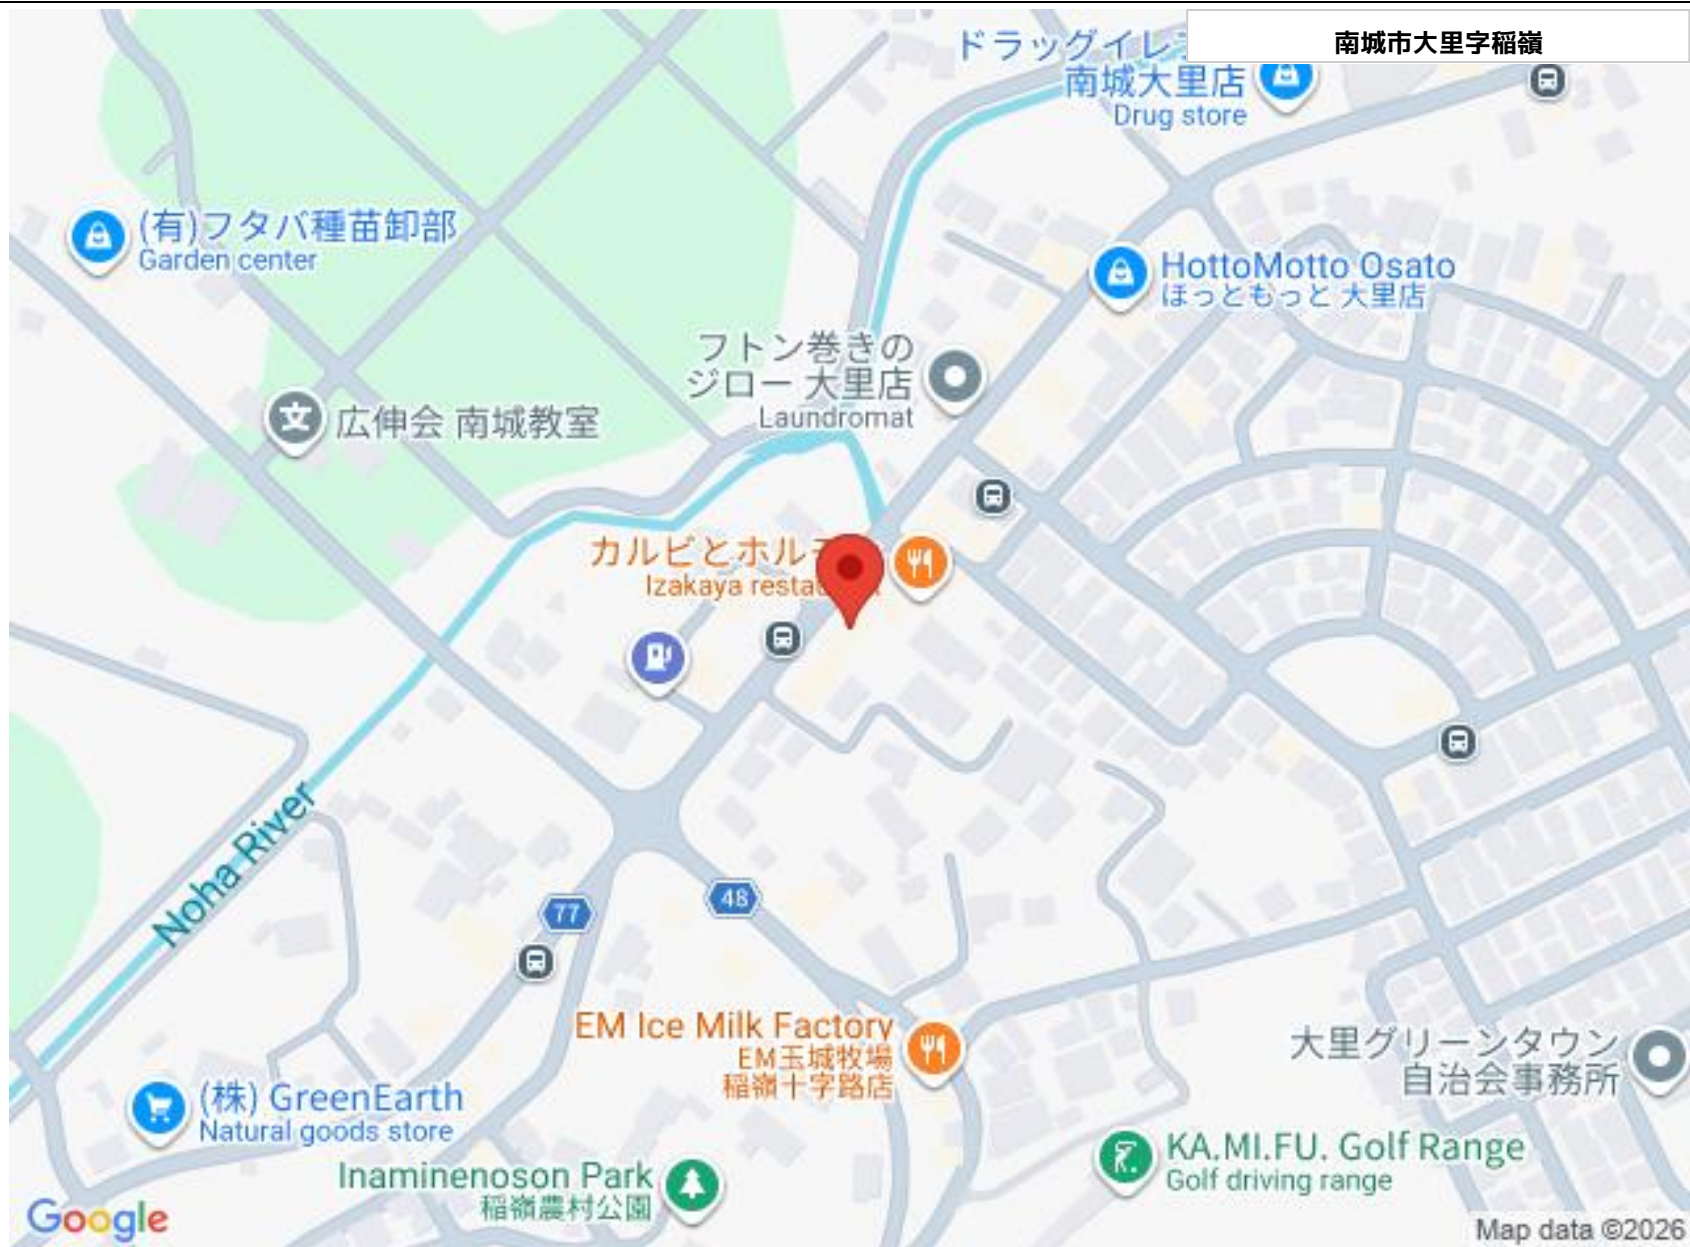 南城市大里字稲嶺
ドラッグイレ
南城大里店
Drug store
(有)フタバ種苗卸部
Garden center
HottoMotto Osato
ほっともっと 大里店
フトン巻きの
ジロー 大里店
Laundromat
広伸会 南城教室
カルビとホル
Izakaya resta
Noha River
77
48
EM Ice Milk Factory
EM玉城牧場
稲嶺十字路店
大里グリーンタウン
自治会事務所
(株) GreenEarth
Natural goods store
KA.MI.FU. Golf Range
Golf driving range
Inaminenoson Park
稲嶺農村公園
Google
Map data ©2026